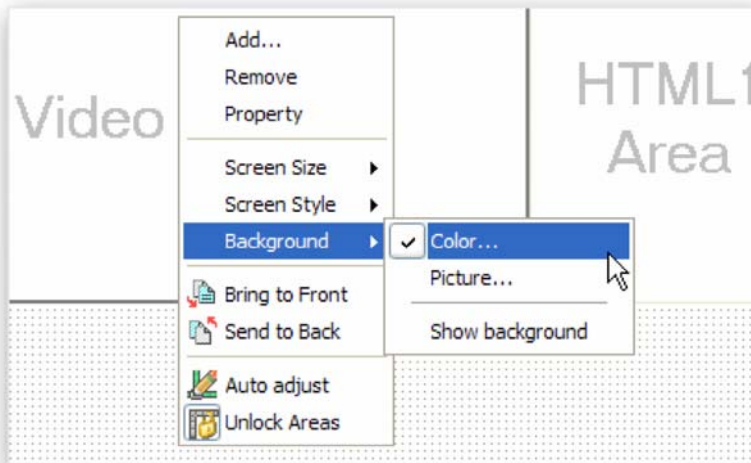 Add...
Remove
Property
Video
HTML
Area
Screen Size
Screen Style
Background
Color...
Picture...
Bring to Front
Send to Back
Show background
Auto adjust
Unlock Areas